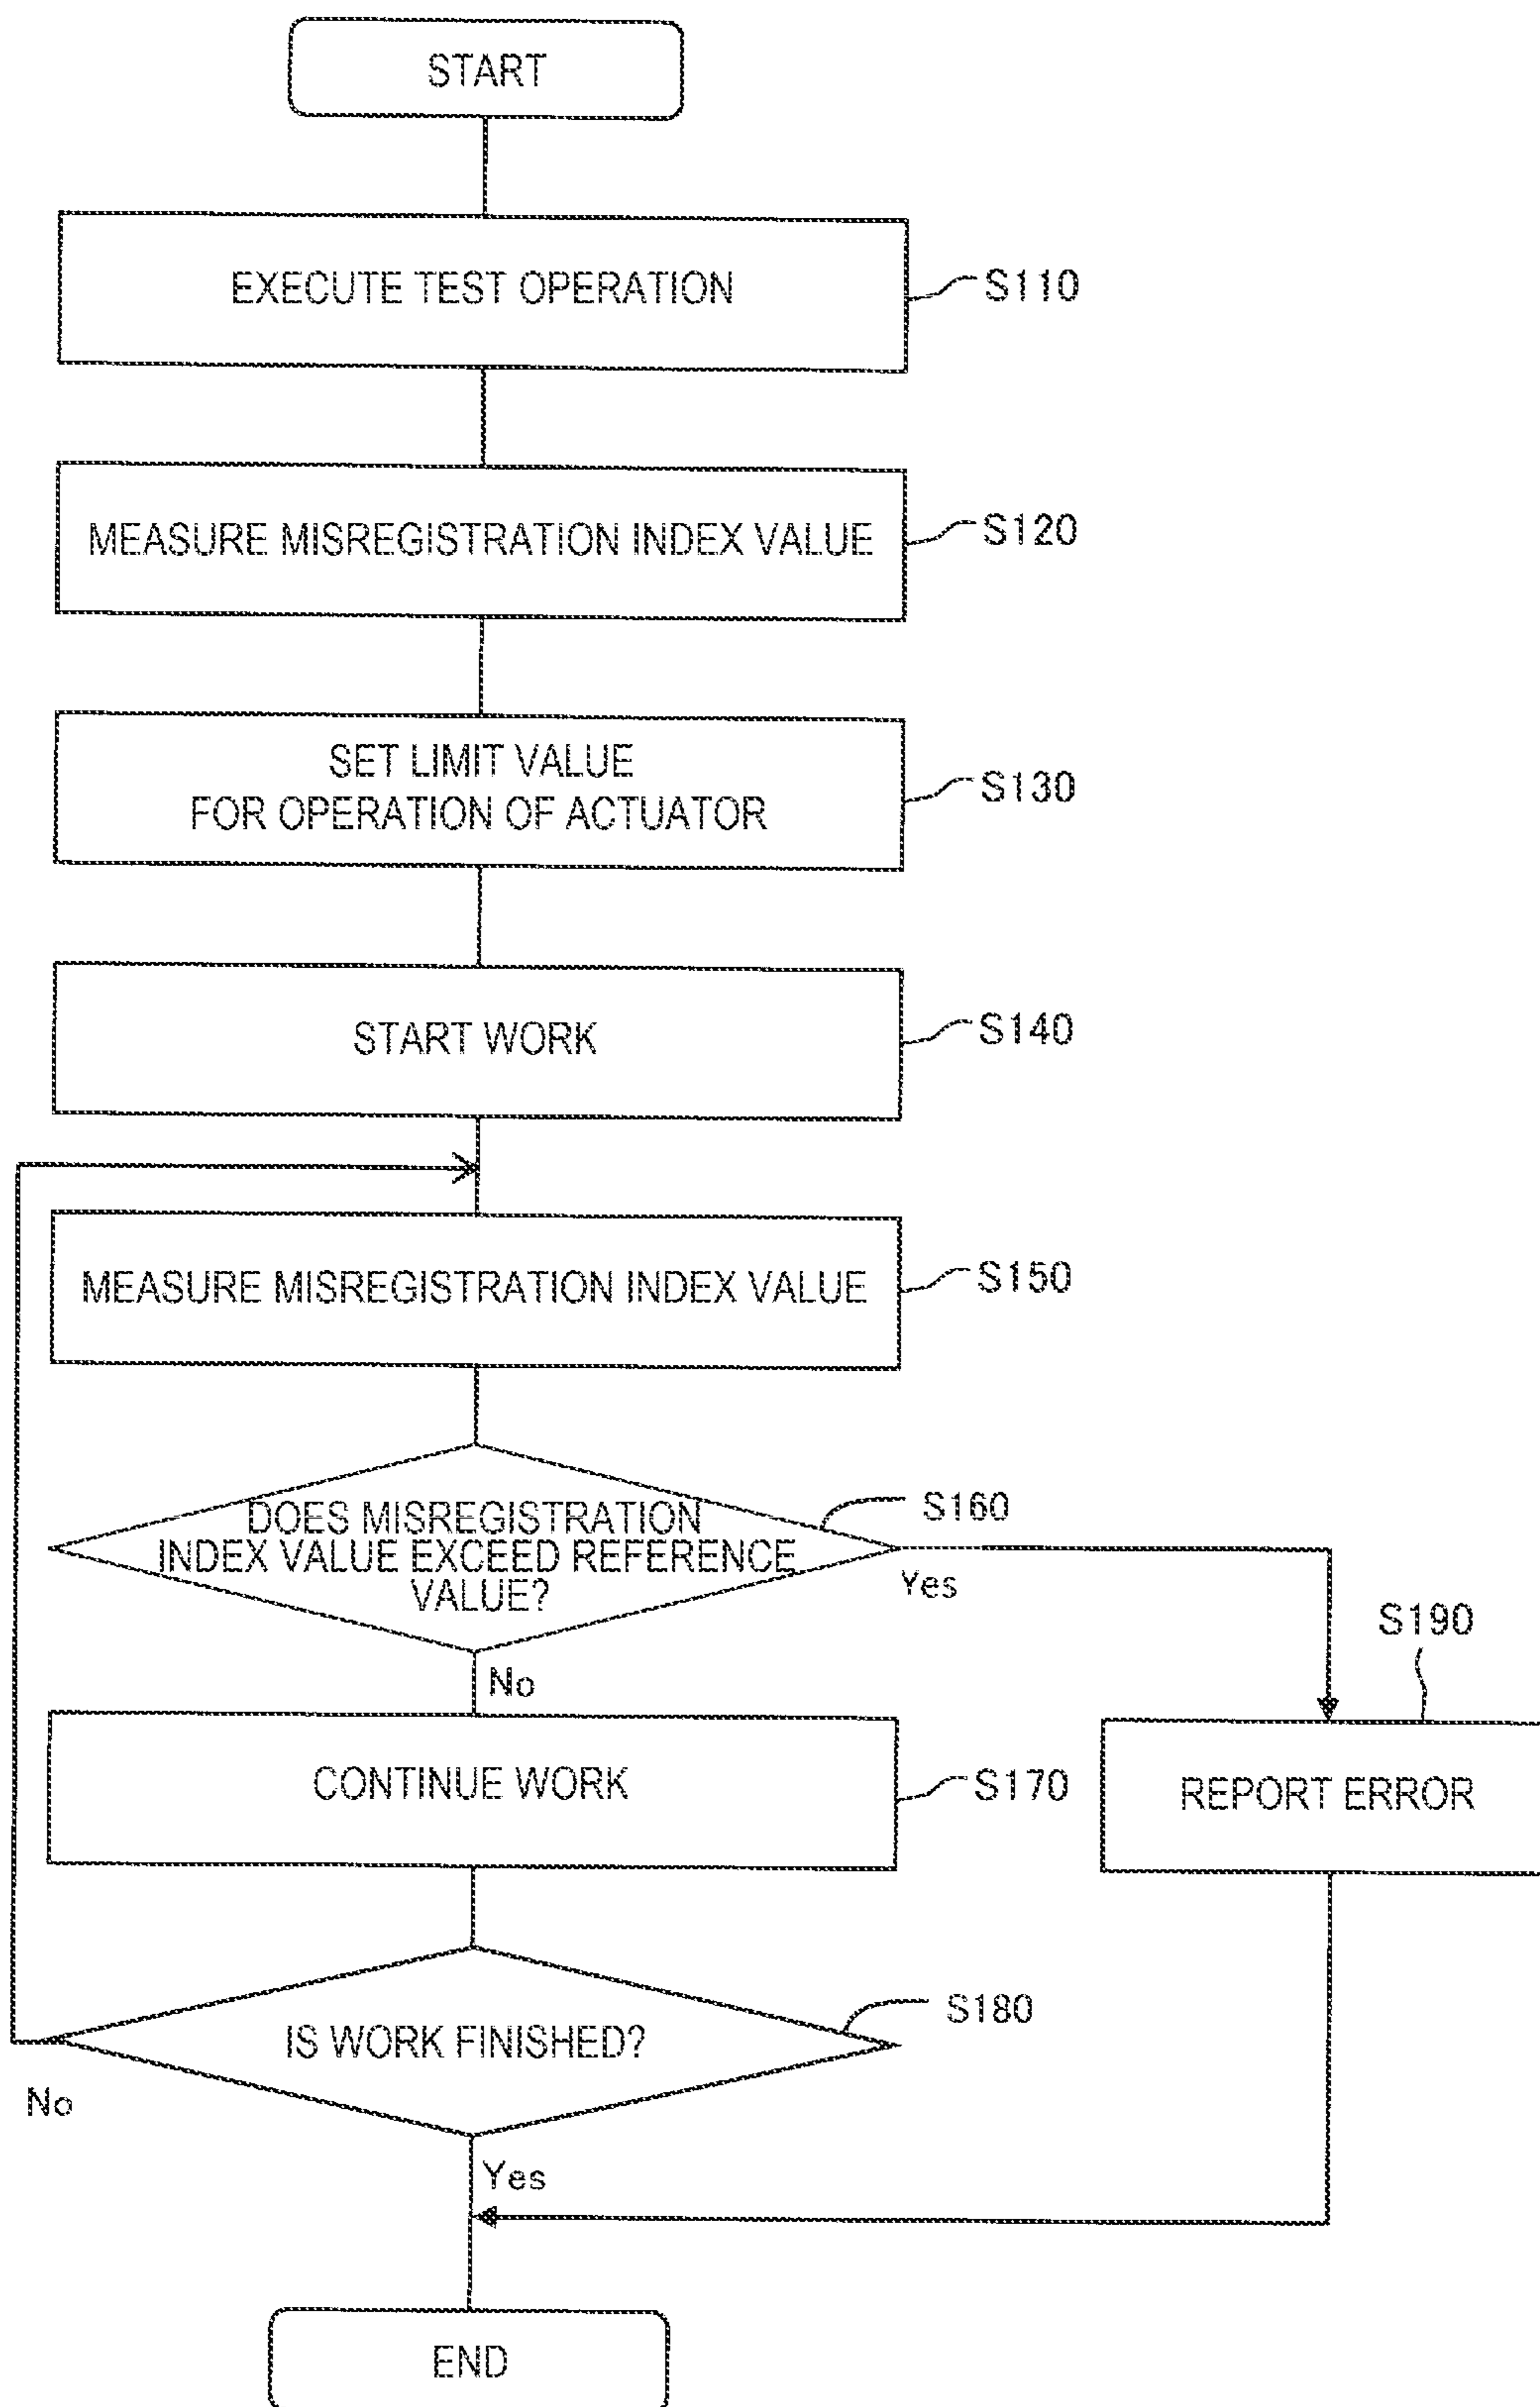 START
EXECUTE TEST OPERATION
S110
MEASURE MISREGISTRATION INDEX VALUE
S120
SET LIMIT VALUE
FOR OPERATION OF ACTUATOR
S130
START WORK
S140
MEASURE MISREGISTRATION INDEX VALUE
S150
DOES MISREGISTRATION
INDEX VALUE EXCEED REFERENCE
VALUE?
S160
Yes
No
S190
CONTINUE WORK
S170
REPORT ERROR
IS WORK FINISHED?
S180
No
Yes
END